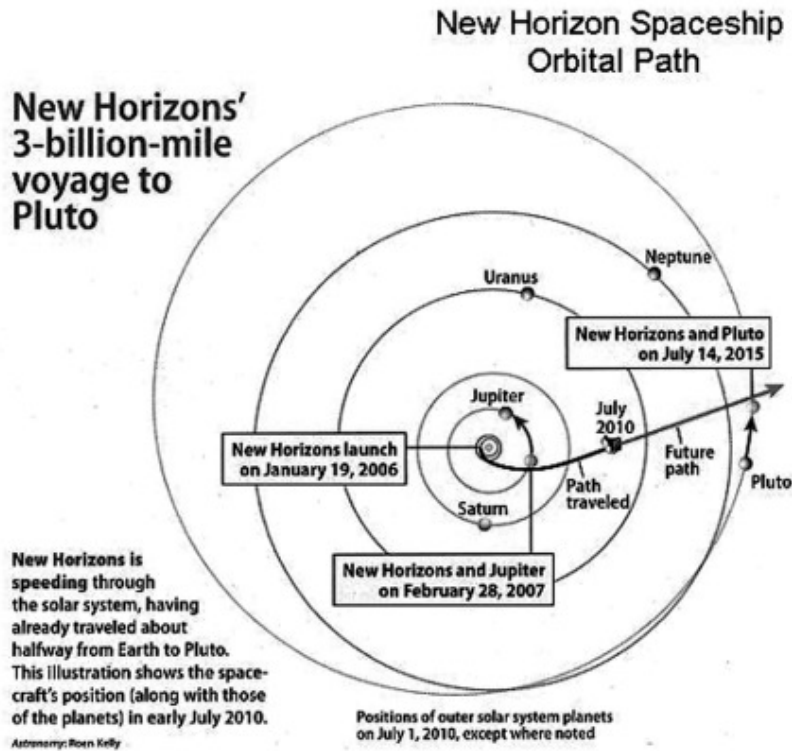 New Horizon Spaceship
Orbital Path
New Horizons'
3-billion-mile
voyage to
Pluto
Neptune
Uranus
New Horizons and Pluto
on July 14, 2015
Jupiter
July
2010
New Horizons launch
on January 19, 2006
Future
path
Path
traveled
Pluto
Saturn
New Horizons and Jupiter
on February 28, 2007
New Horizons is
speeding through
the solar system, having
already traveled about
halfway from Earth to Pluto.
This illustration shows the space-
craft's position (along with those
of the planets) in early July 2010.
Astronomy: Roen Kelly
Positions of outer solar system planets
on July 1, 2010, except where noted